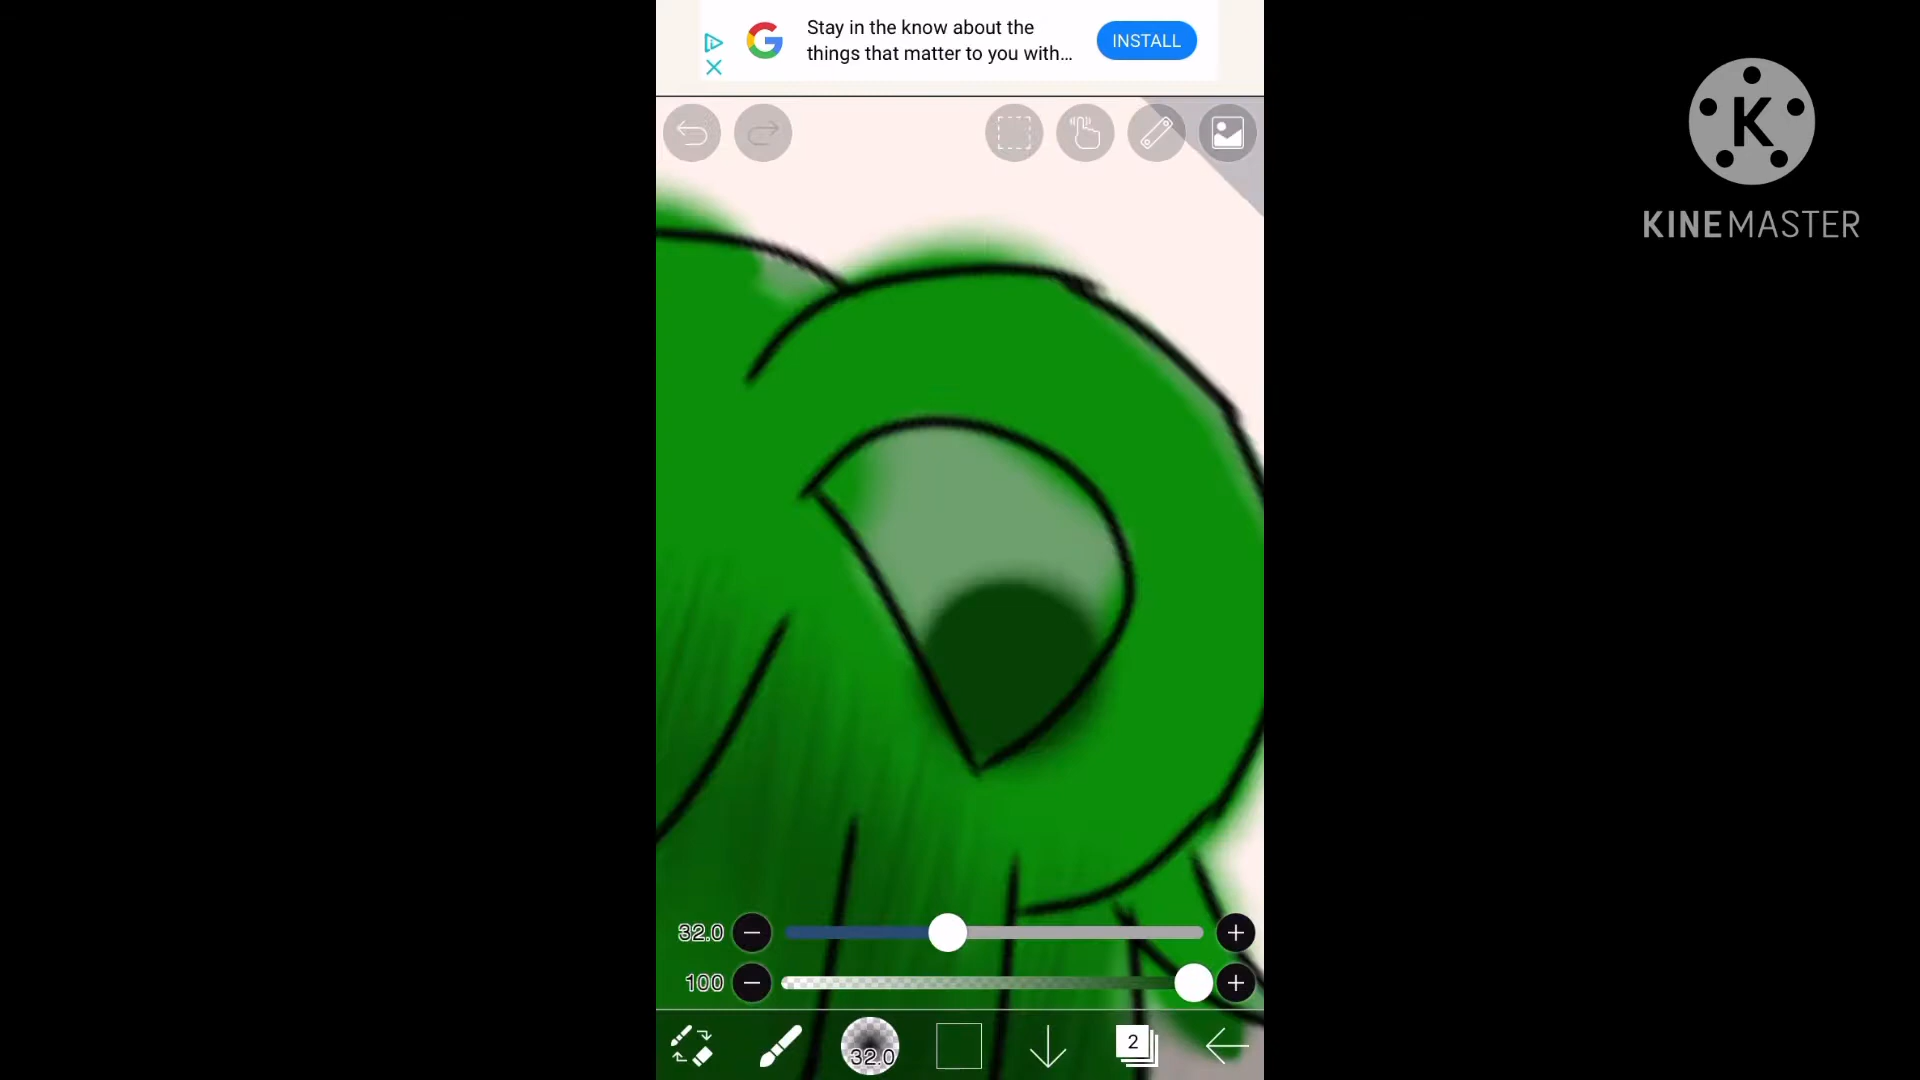 Stay in the know about the
things that matter to you with...
INSTALL
K
KINEMASTER
32.0
100
32.0
2